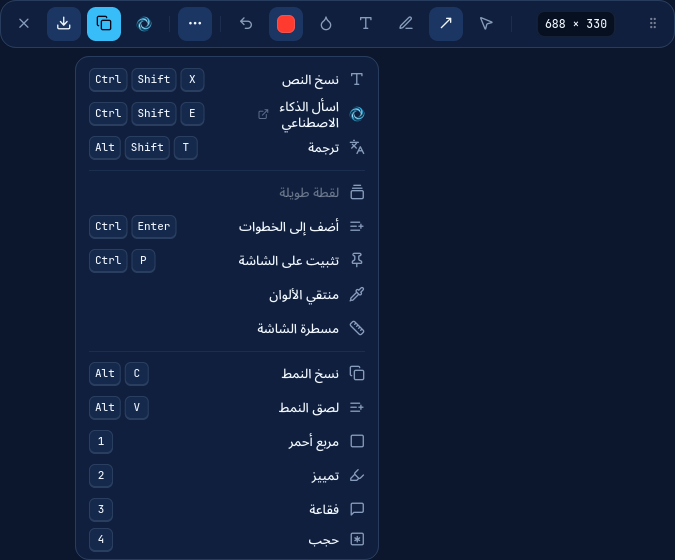 688 × 330
نسخ النص Ctrl Shift X
اسأل الذكاء
الاصطناعي Ctrl Shift E
ترجمة Alt Shift T
لقطة طويلة
أضف إلى الخطوات Ctrl Enter
تثبيت على الشاشة Ctrl P
منتقي الألوان
مسطرة الشاشة
نسخ النمط Alt C
لصق النمط Alt V
مربع أحمر 1
تمييز 2
فقاعة 3
حجب 4